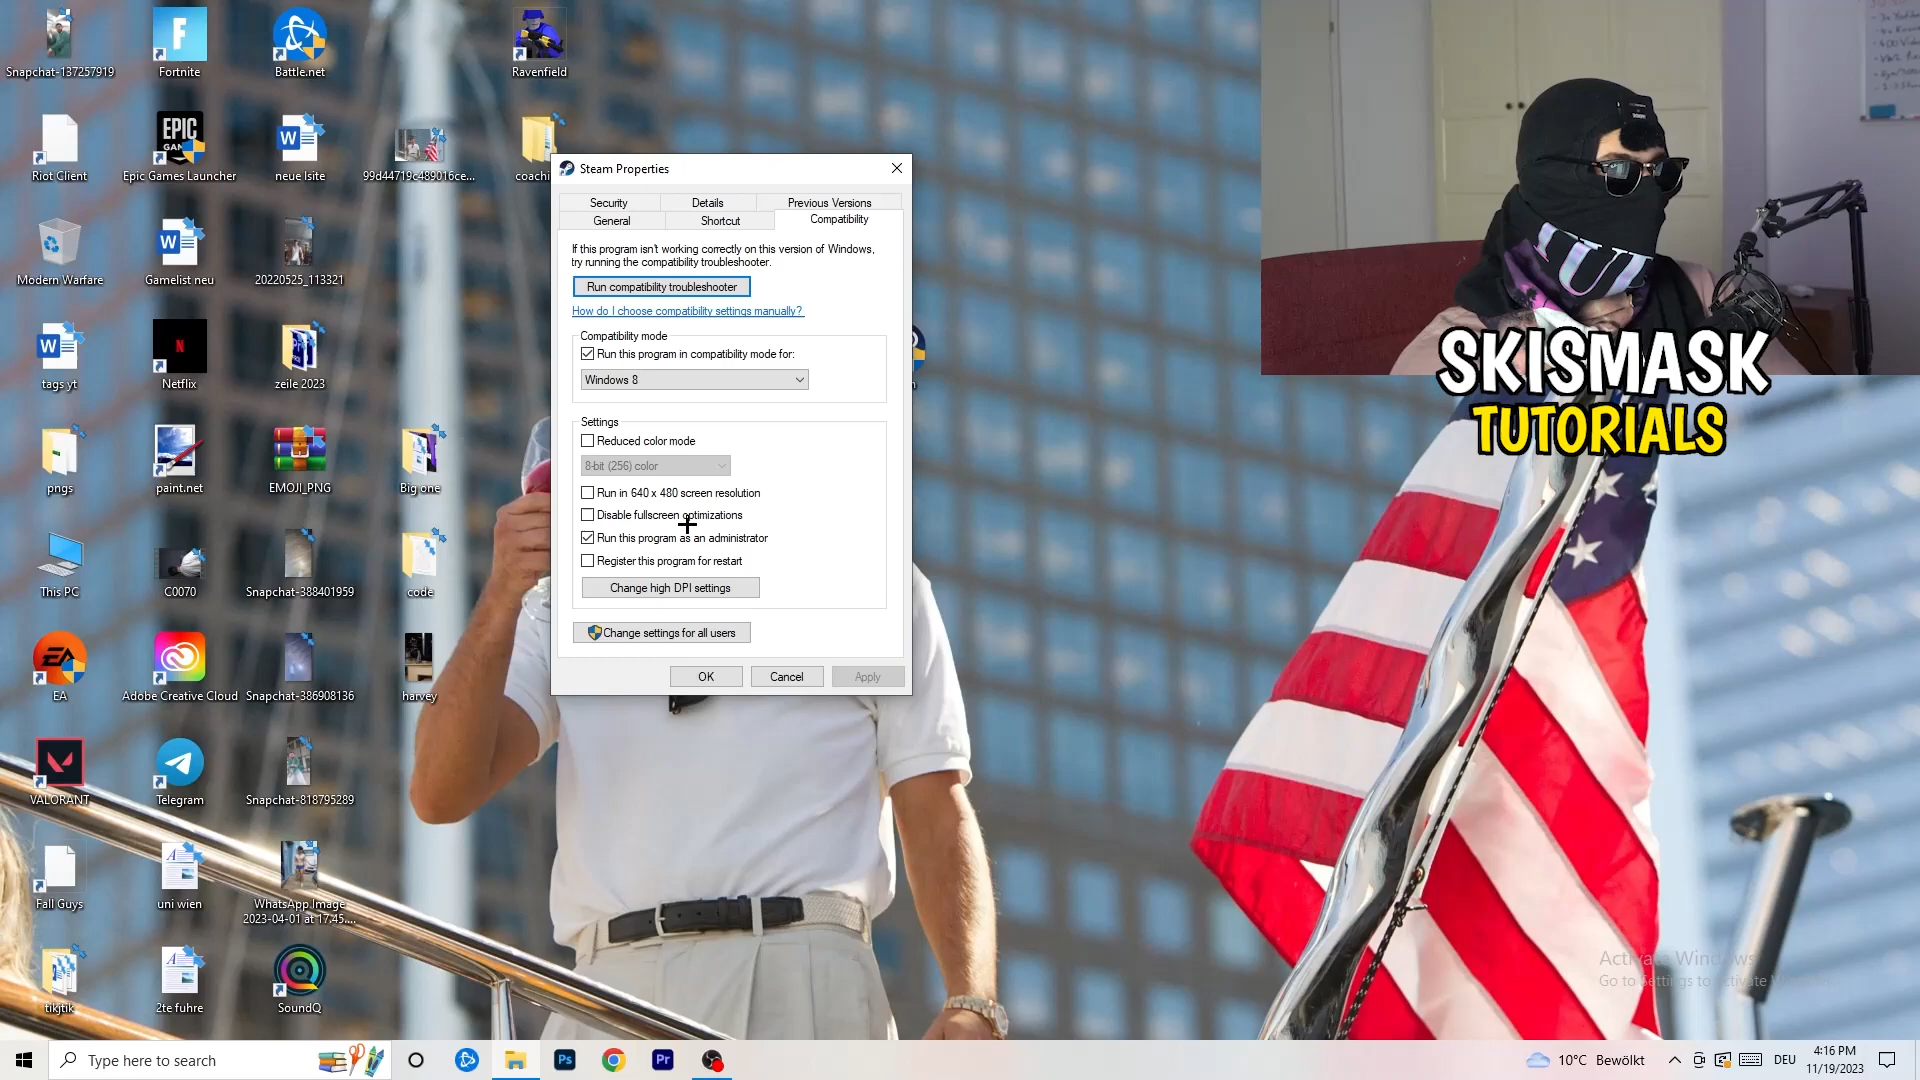 Snapchat-137257919
Fortnite
Battle.net
Ravenfield
Riot Client
EPIC
Epic Games Launcher
neue lsite
99d44719c489016ce...
Modern Warfare
Gamelist neu
20220525_113321
tags yt
N
Netflix
zeile 2023
pngs
paint.net
EMOJI_PNG
Big one
This PC
C0070
Snapchat-388401959
code
EA
EA
Adobe Creative Cloud
Snapchat-386908136
harvey
VALORANT
Telegram
Snapchat-818795289
Fall Guys
uni wien
WhatsApp Image
2023-04-01 at 17.45....
tikjtik
2te fuhre
SoundQ
Steam Properties
Security
Details
Previous Versions
General
Shortcut
Compatibility
If this program isn't working correctly on this version of Windows,
try running the compatibility troubleshooter.
Run compatibility troubleshooter
How do I choose compatibility settings manually?
Compatibility mode
Run this program in compatibility mode for:
Windows 8
Settings
Reduced color mode
8-bit (256) color
Run in 640 x 480 screen resolution
Disable fullscreen optimizations
Run this program as an administrator
Register this program for restart
Change high DPI settings
Change settings for all users
OK
Cancel
Apply
SKISMASK
TUTORIALS
Activate Windows
Go to Settings to activate
Type here to search
Ps
Pr
10°C Bewölkt
DEU
4:16 PM
11/19/2023